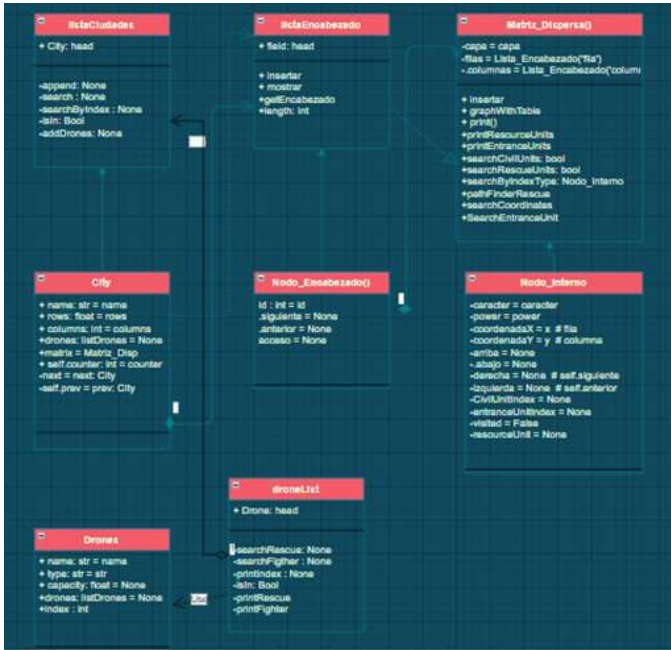 listaCiudades
+ City: head
-append: None
-search : None
-searchByIndex : None
-isIn: Bool
-addDrones: None
listaEncabezado
+ field: head
+ insertar
+ mostrar
+getEncabezado
+length: int
Matriz_Dispersa()
-capa = capa
-filas = Lista_Encabezado("fila")
-.columnas = Lista_Encabezado('column
+ insertar
+ graphWithTable
+ print()
+printResourceUnits
+printEntranceUnits
+searchCivilUnits: bool
+searchRescueUnits: bool
+searchByIndexType: Nodo_Interno
+pathFinderRescue
+searchCoordinates
+SearchEntranceUnit
City
+ name: str = name
+ rows: float = rows
+ columns: int = columns
+drones: listDrones = None
+matrix = Matriz_Disp
+ self.counter: int = counter
-next = next: City
-self.prev = prev: City
Nodo_Encabezado()
id : int = id
.siguiente = None
.anterior = None
acceso = None
Nodo_Interno
-caracter = caracter
-power = power
-coordenadaX = x # fila
-coordenadaY = y # columna
-arriba = None
-.abajo = None
-derecha = None # self.siguiente
-izquierda = None # self.anterior
-CivilUnitIndex = None
-entranceUnitIndex = None
-visited = False
-resourceUnit = None
droneList
+ Drone: head
-searchRescue: None
-searchFigther : None
-printIndex : None
-isIn: Bool
-printRescue
-printFighter
Drones
+ name: str = name
+ type: str = str
+ capacity: float = None
+drones: listDrones = None
+index : int
Use